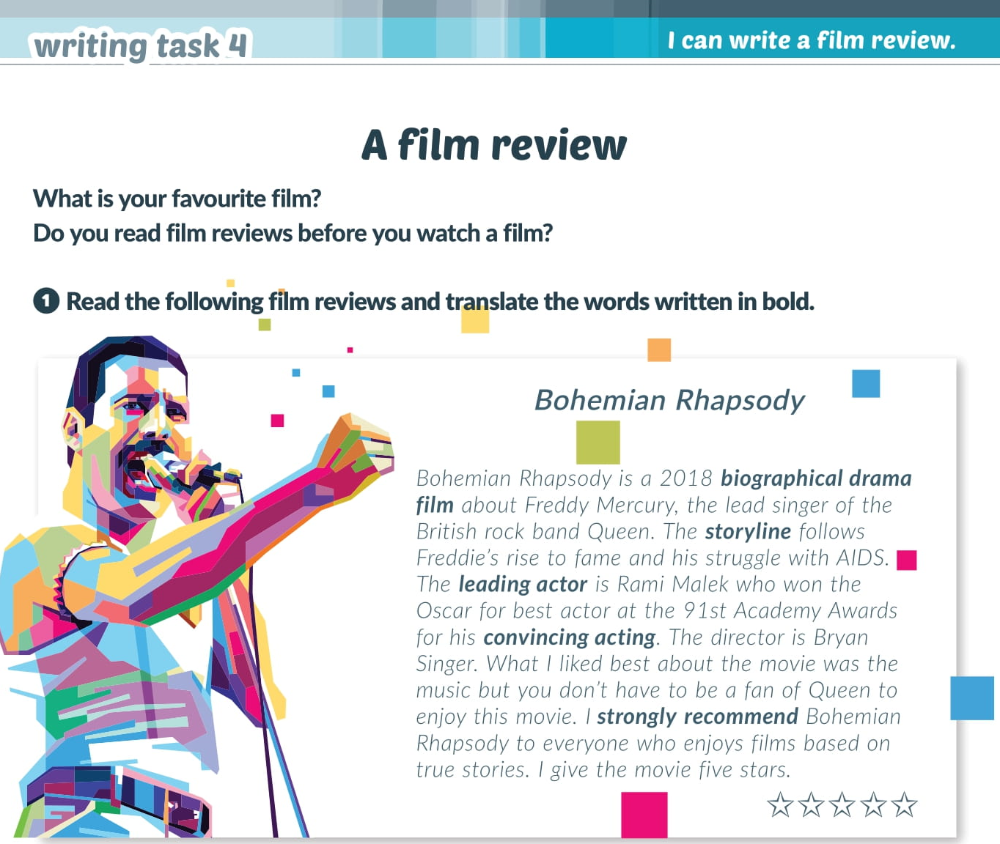 writing task 4
I can write a film review.
A film review
What is your favourite film?
Do you read film reviews before you watch a film?
1 Read the following film reviews and translate the words written in bold.
Bohemian Rhapsody
Bohemian Rhapsody is a 2018 biographical drama
film about Freddy Mercury, the lead singer of the
British rock band Queen. The storyline follows
Freddie's rise to fame and his struggle with AIDS.
The leading actor is Rami Malek who won the
Oscar for best actor at the 91st Academy Awards
for his convincing acting. The director is Bryan
Singer. What I liked best about the movie was the
music but you don't have to be a fan of Queen to
enjoy this movie. I strongly recommend Bohemian
Rhapsody to everyone who enjoys films based on
true stories. I give the movie five stars.